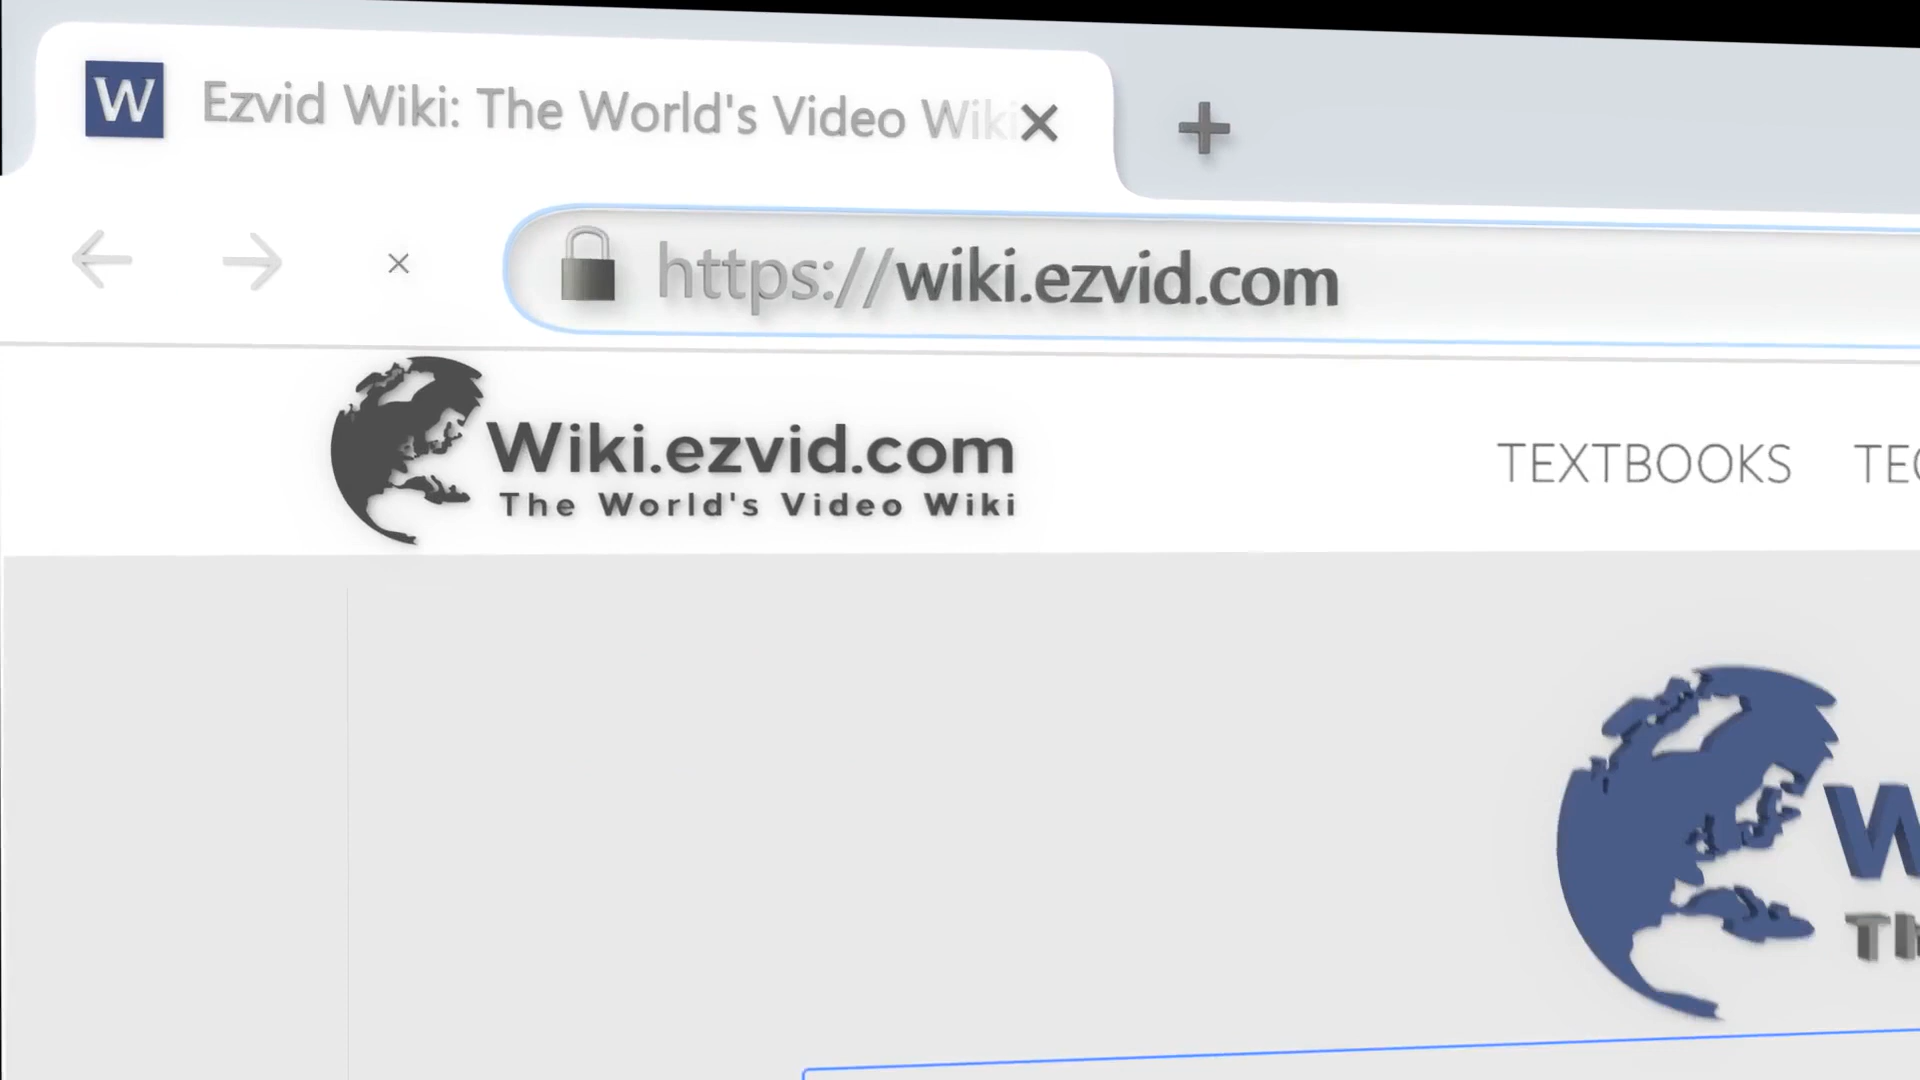 W Ezvid Wiki: The World's Video Wiki
https://wiki.ezvid.com
Wiki.ezvid.com
The World's Video Wiki
TEXTBOOKS
W